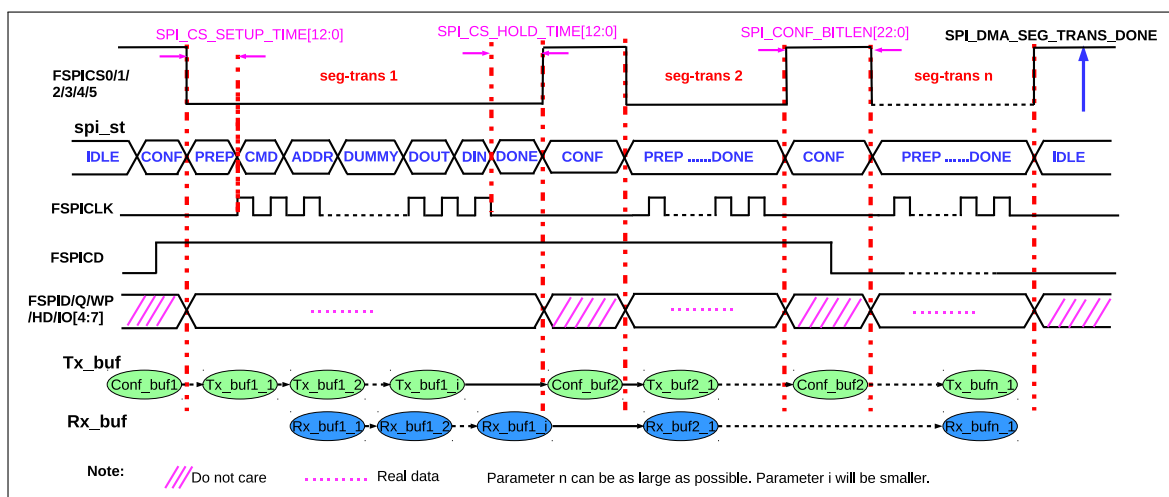 SPI_CS_SETUP_TIME[12:0] SPI_CS_HOLD_TIME[12:0] SPI_CONF_BITLEN[22:0] SPI_DMA_SEG_TRANS_DONE
FSPICS0/1/ seg-trans 1 seg-trans 2 seg-trans n
2/3/4/5
spi_st
IDLE CONF PREP CMD ADDR DUMMY DOUT DIN DONE CONF PREP ......DONE CONF PREP ......DONE IDLE
FSPICLK
FSPICD
FSPID/Q/WP
/HD/IO[4:7]
Tx_buf
Conf_buf1 Tx_buf1_1 Tx_buf1_2 Tx_buf1_i Conf_buf2 Tx_buf2_1 Conf_buf2 Tx_bufn_1
Rx_buf
Rx_buf1_1 Rx_buf1_2 Rx_buf1_i Rx_buf2_1 Rx_bufn_1
Note: Do not care Real data Parameter n can be as large as possible. Parameter i will be smaller.